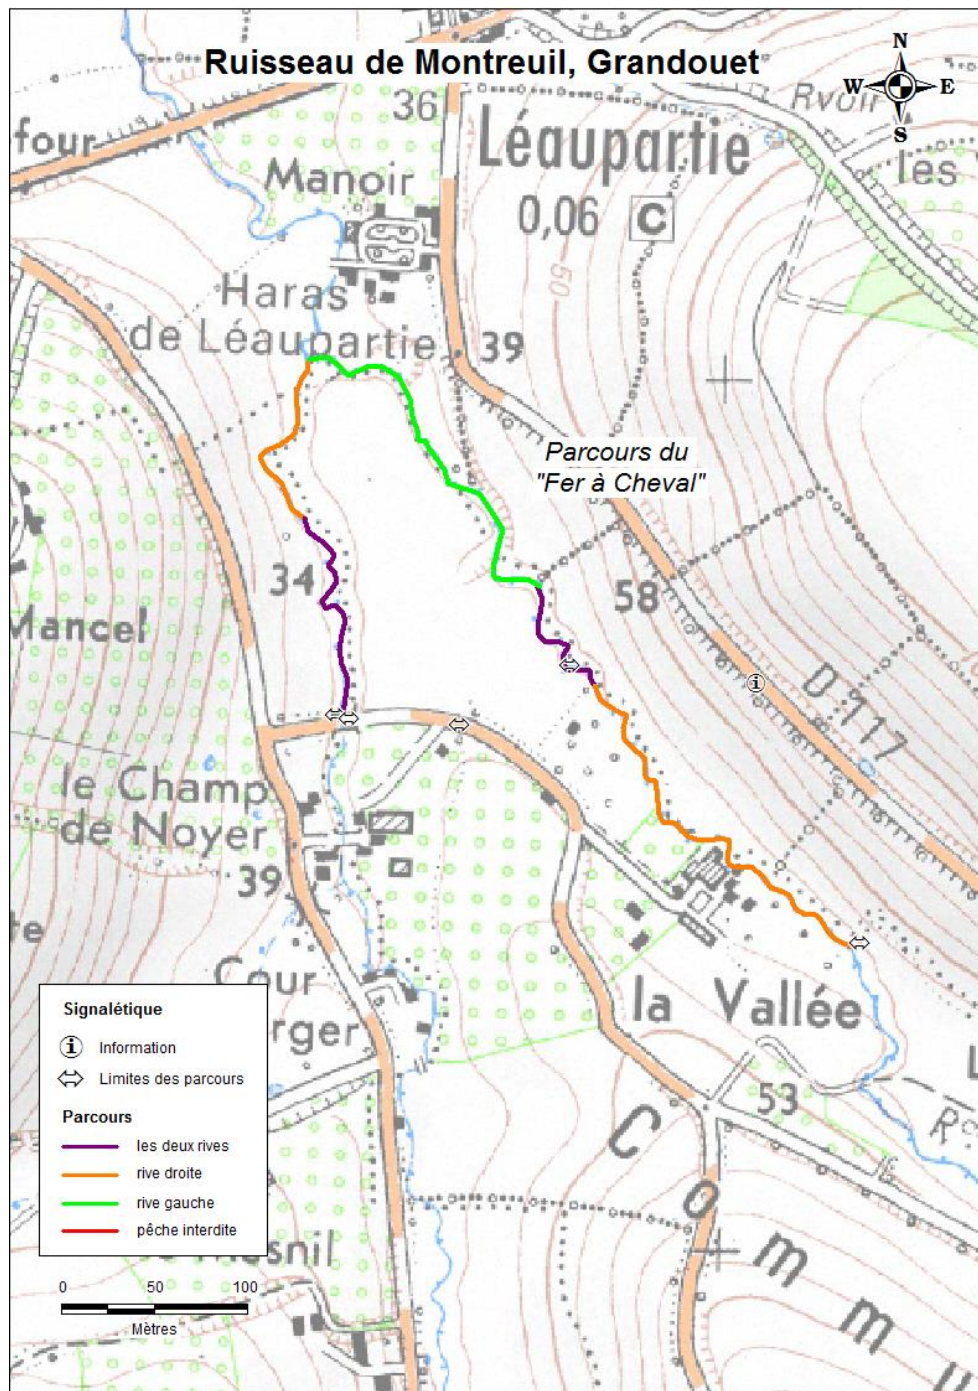 Ruisseau de Montreuil, Grandouet
N
W
E
S
36
Rvoir
four
Léaupartie
les
Manoir
0,06
C
50
Haras
de Léaupartie
39
Parcours du
"Fer à Cheval"
34
58
Mancel
D 117
le Champ
de Noyer
39
te
Cour
la Vallée
rger
53
L
Signalétique
Information
Limites des parcours
Parcours
les deux rives
rive droite
rive gauche
pêche interdite
C o m m u
0 50 100
Mètres